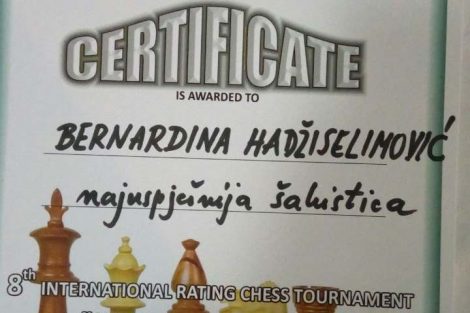 CERTIFICATE
IS AWARDED TO
BERNARDINA HADŽISELIMOVIĆ
najuspješnija šahistica
8th INTERNATIONAL RATING CHESS TOURNAMENT